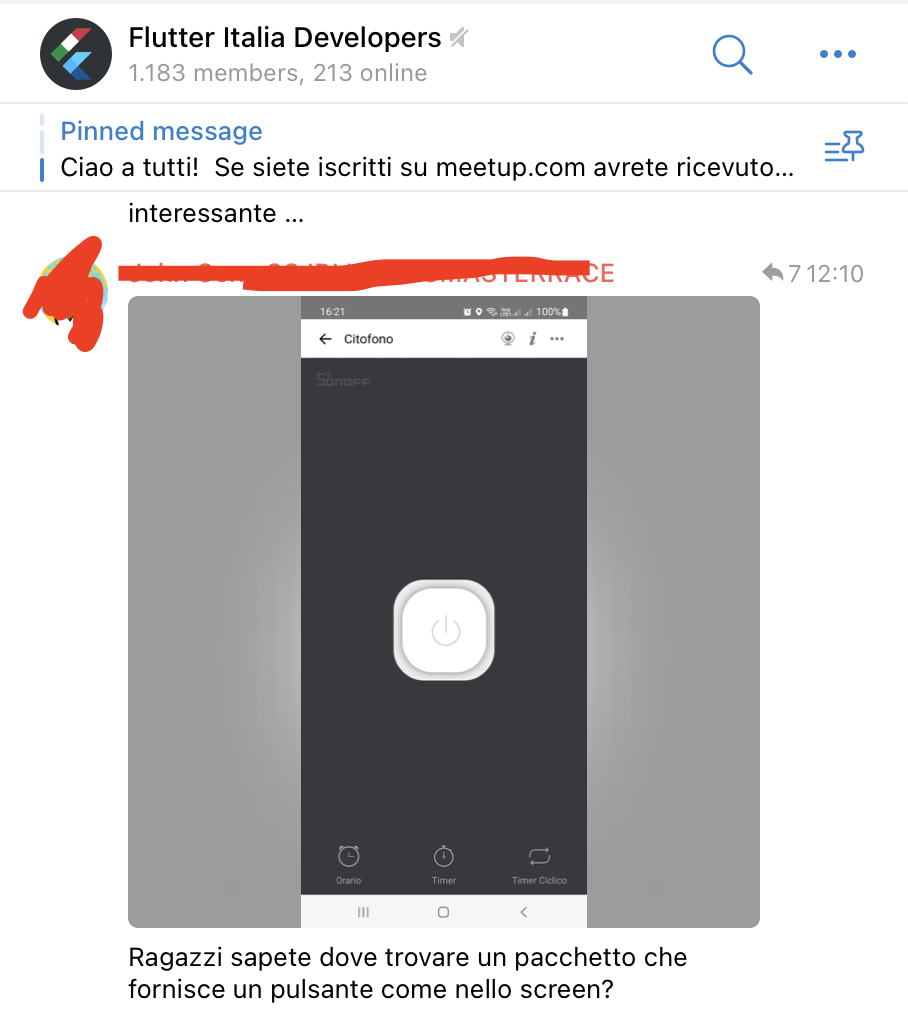 Flutter Italia Developers
1.183 members, 213 online
Pinned message
Ciao a tutti!  Se siete iscritti su meetup.com avrete ricevuto...
interessante ...
7 12:10
16:21
100%
Citofono
SONOFF
Orario
Timer
Timer Ciclico
Ragazzi sapete dove trovare un pacchetto che
fornisce un pulsante come nello screen?